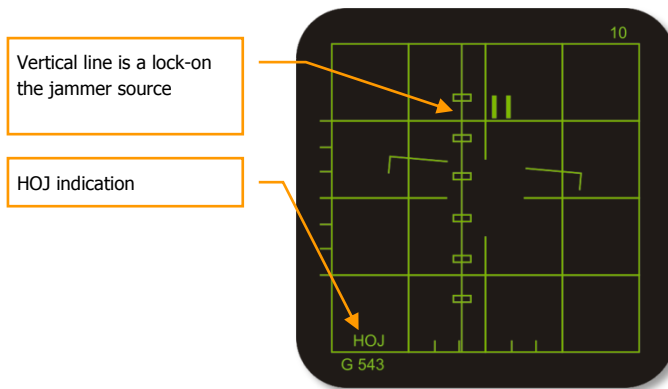 10
Vertical line is a lock-on
the jammer source
HOJ indication
HOJ
G 543